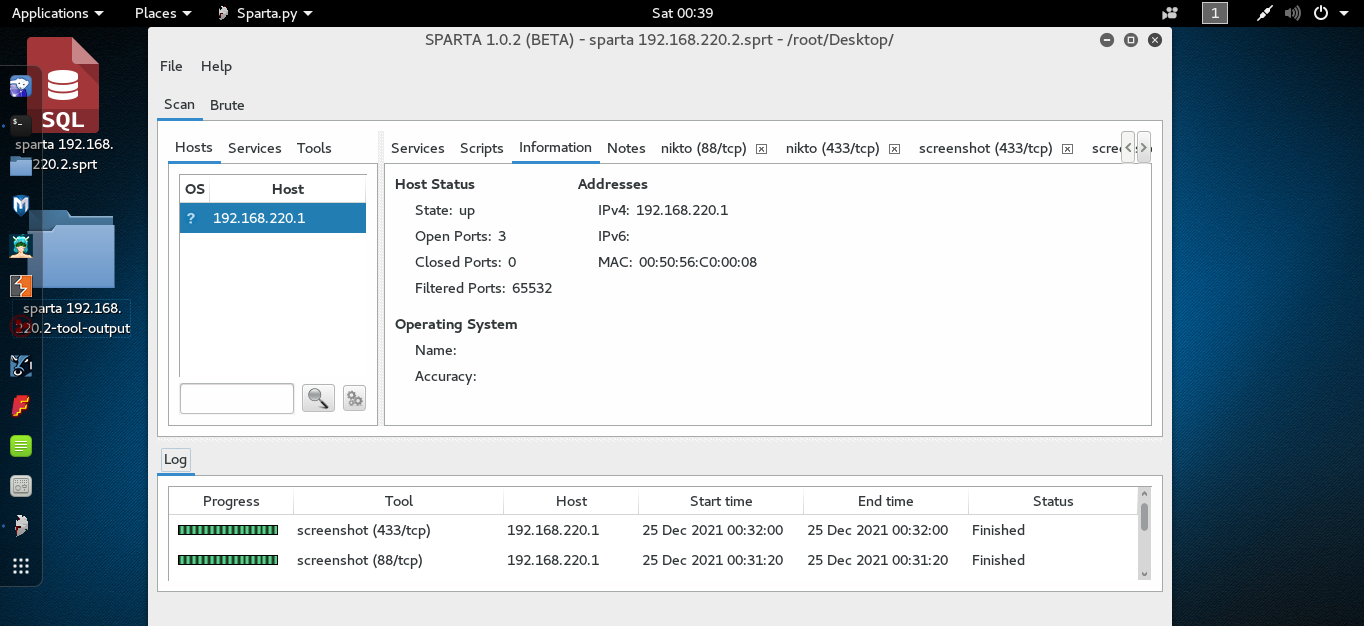 Applications Places Sparta.py Sat 00:39 1
SPARTA 1.0.2 (BETA) - sparta 192.168.220.2.sprt - /root/Desktop/
File Help
Scan Brute
SQL
sparta 192.168.
220.2.sprt
sparta 192.168.
220.2-tool-output
Hosts Services Tools
OS Host
? 192.168.220.1
Services Scripts Information Notes nikto (88/tcp) nikto (433/tcp) screenshot (433/tcp)
Host Status Addresses
State: up IPv4: 192.168.220.1
Open Ports: 3 IPv6:
Closed Ports: 0 MAC: 00:50:56:C0:00:08
Filtered Ports: 65532
Operating System
Name:
Accuracy:
Log
Progress Tool Host Start time End time Status
screenshot (433/tcp) 192.168.220.1 25 Dec 2021 00:32:00 25 Dec 2021 00:32:00 Finished
screenshot (88/tcp) 192.168.220.1 25 Dec 2021 00:31:20 25 Dec 2021 00:31:20 Finished